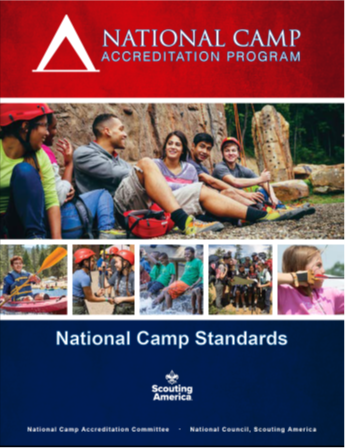 NATIONAL CAMP
ACCREDITATION PROGRAM
National Camp Standards
Scouting
America
National Camp Accreditation Committee · National Council, Scouting America